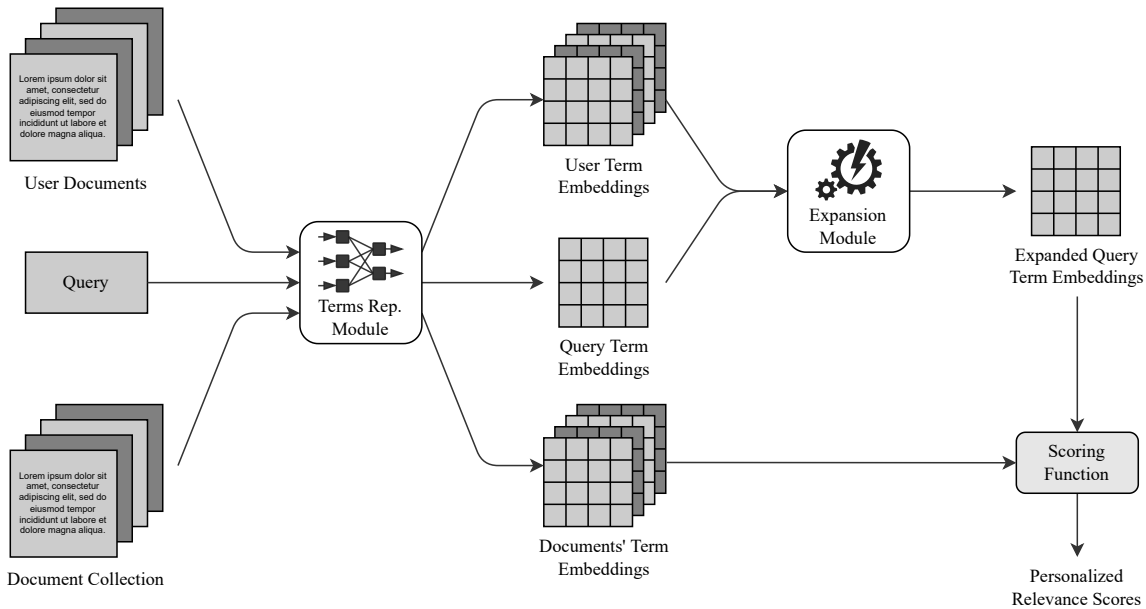 Lorem ipsum dolor sit
amet, consectetur
adipiscing elit, sed do
eiusmod tempor
incididunt ut labore et
dolore magna aliqua.
User Documents
Query
Lorem ipsum dolor sit
amet, consectetur
adipiscing elit, sed do
eiusmod tempor
incididunt ut labore et
dolore magna aliqua.
Document Collection
Terms Rep.
Module
User Term
Embeddings
Query Term
Embeddings
Documents' Term
Embeddings
Expansion
Module
Expanded Query
Term Embeddings
Scoring
Function
Personalized
Relevance Scores